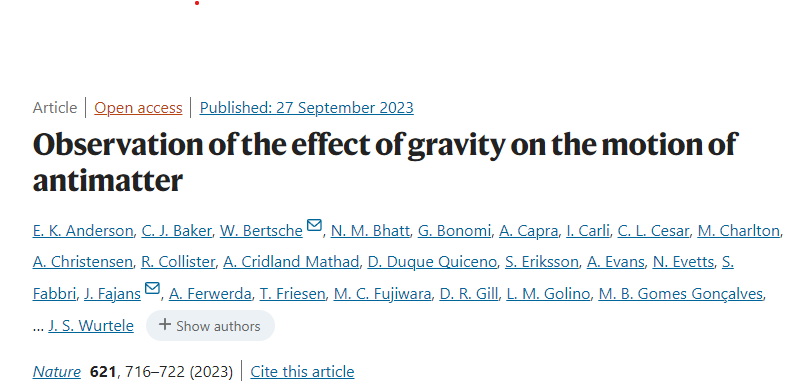 Article | Open access | Published: 27 September 2023
Observation of the effect of gravity on the motion of
antimatter
E. K. Anderson, C. J. Baker, W. Bertsche, N. M. Bhatt, G. Bonomi, A. Capra, I. Carli, C. L. Cesar, M. Charlton,
A. Christensen, R. Collister, A. Cridland Mathad, D. Duque Quiceno, S. Eriksson, A. Evans, N. Evetts, S.
Fabbri, J. Fajans, A. Ferwerda, T. Friesen, M. C. Fujiwara, D. R. Gill, L. M. Golino, M. B. Gomes Gonçalves,
... J. S. Wurtele + Show authors
Nature 621, 716–722 (2023) | Cite this article